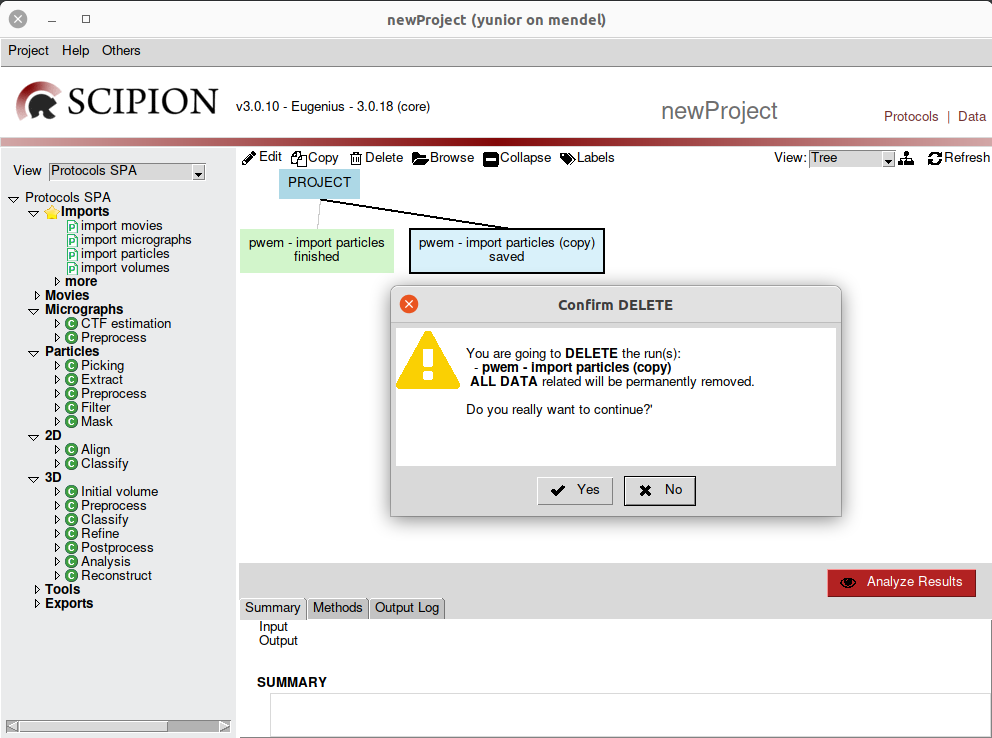 newProject (yunior on mendel)
Project Help Others
SCIPION v3.0.10 - Eugenius - 3.0.18 (core) newProject Protocols | Data
View Protocols SPA
Edit Copy Delete Browse Collapse Labels View: Tree Refresh
Protocols SPA
Imports
import movies
import micrographs
import particles
import volumes
more
Movies
Micrographs
CTF estimation
Preprocess
Particles
Picking
Extract
Preprocess
Filter
Mask
2D
Align
Classify
3D
Initial volume
Preprocess
Classify
Refine
Postprocess
Analysis
Reconstruct
Tools
Exports
PROJECT
pwem - import particles
finished
pwem - import particles (copy)
saved
Confirm DELETE
You are going to DELETE the run(s):
- pwem - import particles (copy)
ALL DATA related will be permanently removed.
Do you really want to continue?'
Yes No
Analyze Results
Summary Methods Output Log
Input
Output
SUMMARY